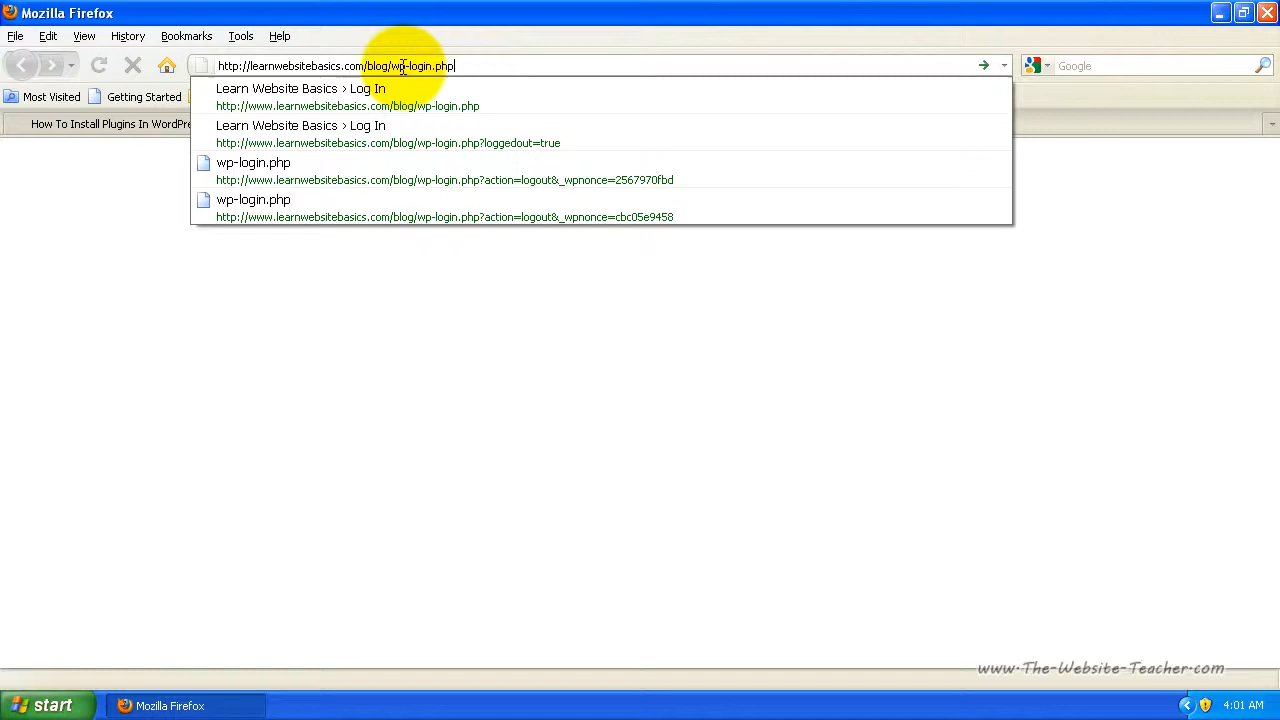 Mozilla Firefox
File Edit View History Bookmarks Tools Help
http://learnwebsitebasics.com/blog/wp-login.php
Google
Learn Website Basics › Log In
http://www.learnwebsitebasics.com/blog/wp-login.php
Most Visited Getting Started
Learn Website Basics › Log In
How To Install Plugins In WordPre
http://www.learnwebsitebasics.com/blog/wp-login.php?loggedout=true
wp-login.php
http://www.learnwebsitebasics.com/blog/wp-login.php?action=logout&_wpnonce=2567970fbd
wp-login.php
http://www.learnwebsitebasics.com/blog/wp-login.php?action=logout&_wpnonce=cbc05e9458
www.The-Website-Teacher.com
start
Mozilla Firefox
4:01 AM